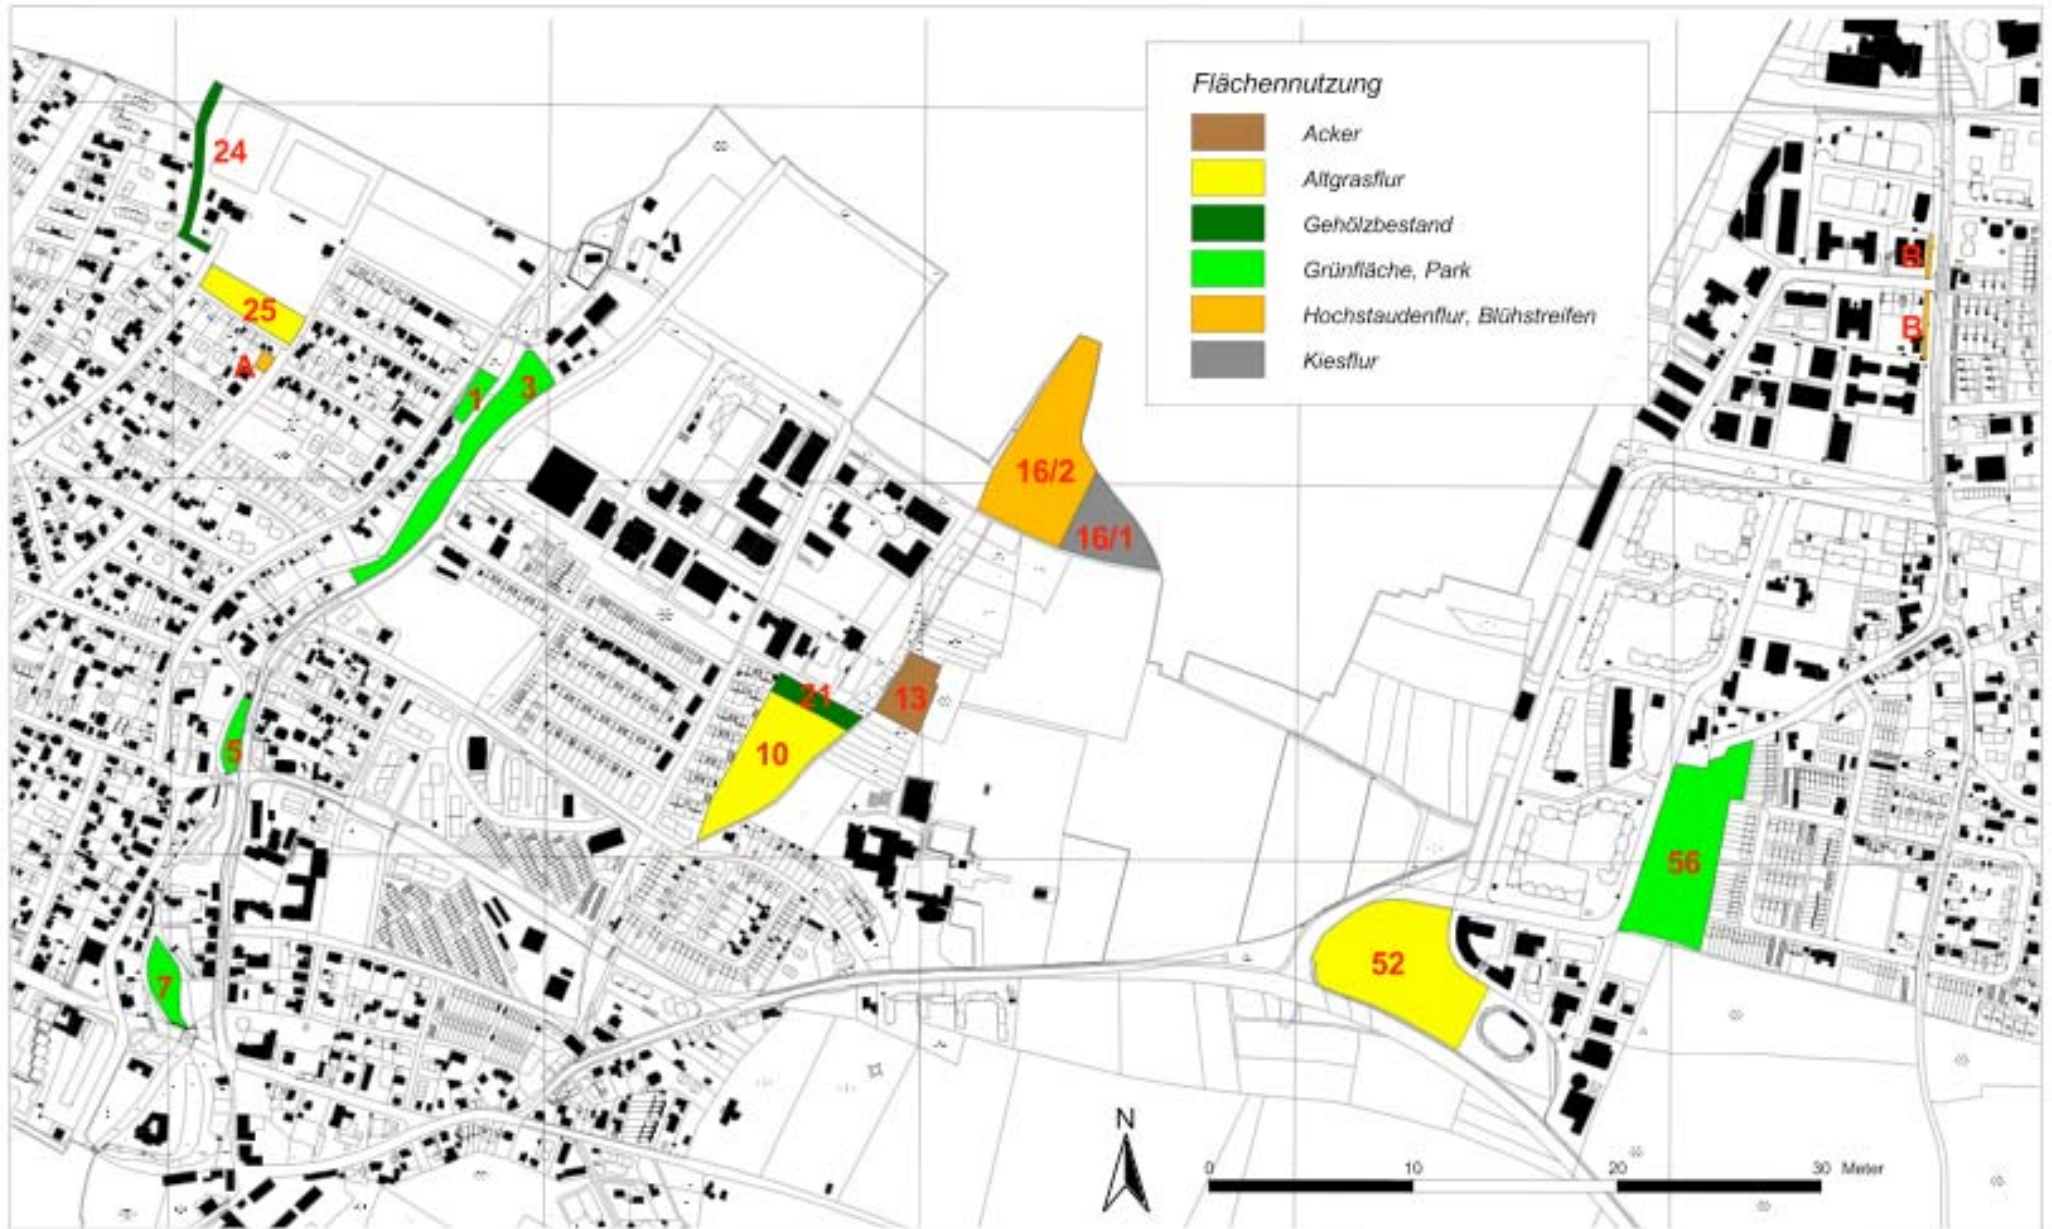 Flächennutzung
Acker
Altgrasflur
Gehölzbestand
Grünfläche, Park
Hochstaudenflur, Blühstreifen
Kiesflur
24
25
A
1
3
16/2
16/1
B
B
21
13
10
5
7
52
56
N
0 10 20 30 Meter